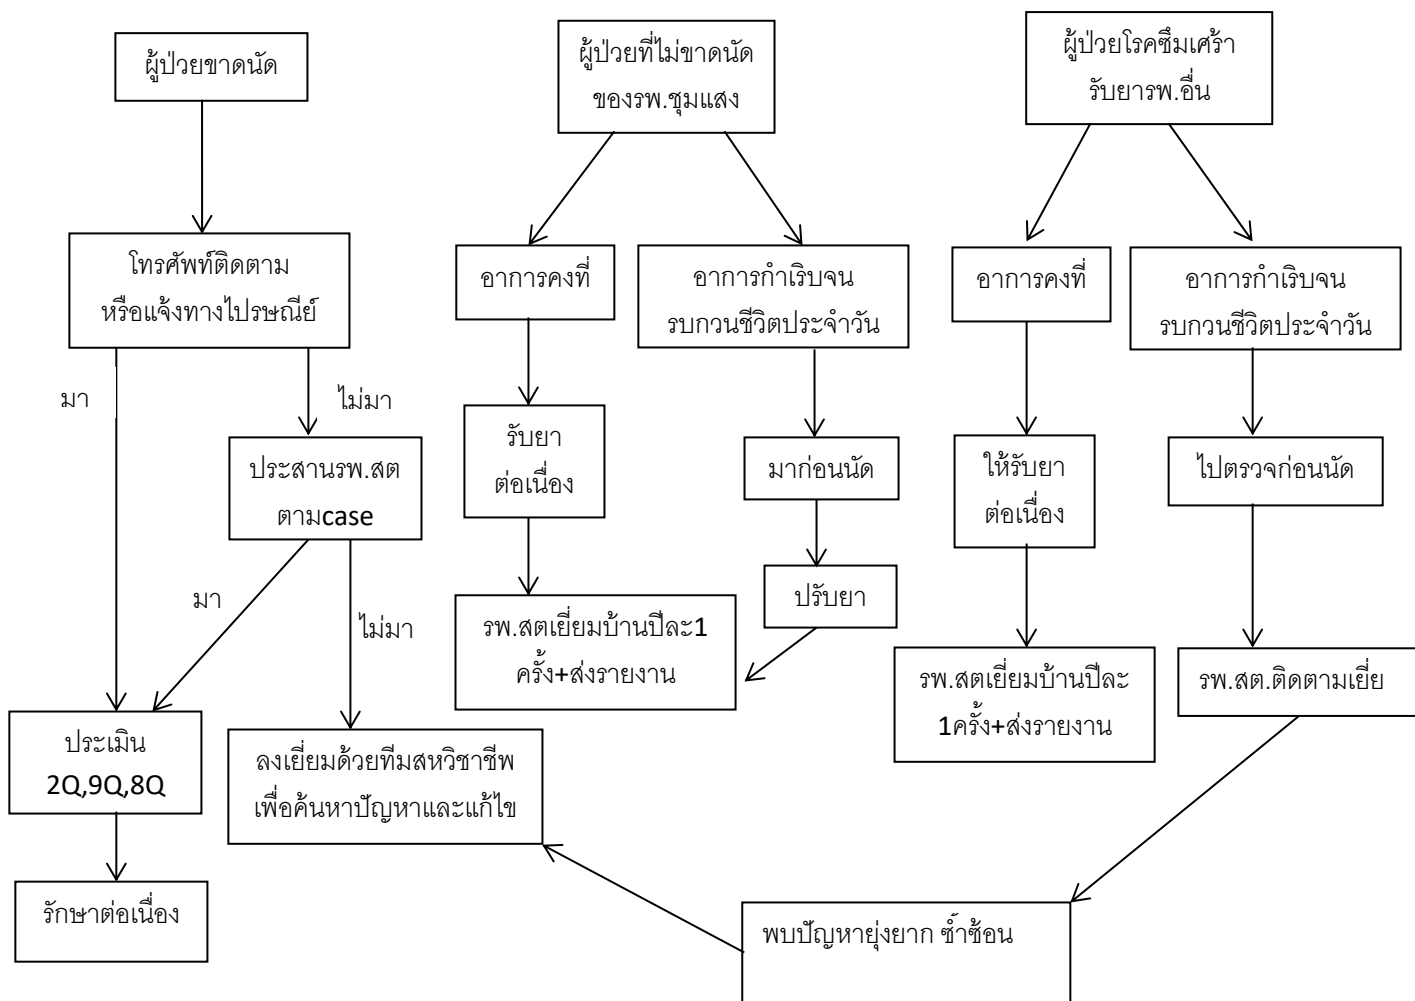 ผู้ป่วยขาดนัด
ผู้ป่วยที่ไม่ขาดนัด
ของรพ.ชุมแสง
ผู้ป่วยโรคซึมเศร้า
รับยารพ.อื่น
โทรศัพท์ติดตาม
หรือแจ้งทางไปรษณีย์
อาการคงที่
อาการกำเริบจน
รบกวนชีวิตประจำวัน
อาการคงที่
อาการกำเริบจน
รบกวนชีวิตประจำวัน
มา
ไม่มา
ประสานรพ.สต
ตามcase
รับยา
ต่อเนื่อง
มาก่อนนัด
ให้รับยา
ต่อเนื่อง
ไปตรวจก่อนนัด
มา
ไม่มา
รพ.สตเยี่ยมบ้านปีละ1
ครั้ง+ส่งรายงาน
ปรับยา
รพ.สตเยี่ยมบ้านปีละ
1ครั้ง+ส่งรายงาน
รพ.สต.ติดตามเยี่ย
ประเมิน
2Q,9Q,8Q
ลงเยี่ยมด้วยทีมสหวิชาชีพ
เพื่อค้นหาปัญหาและแก้ไข
รักษาต่อเนื่อง
พบปัญหายุ่งยาก ซ้ำซ้อน